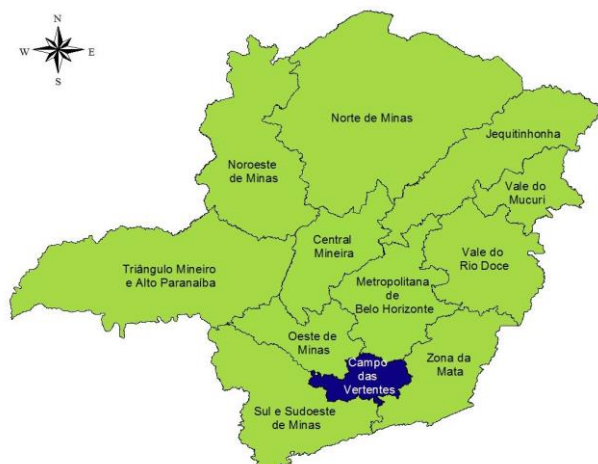 N
W E
S
Norte de Minas
Jequitinhonha
Noroeste
de Minas
Vale do
Mucuri
Central
Mineira
Vale do
Rio Doce
Triângulo Mineiro
e Alto Paranaíba
Metropolitana
de
Belo Horizonte
Oeste de
Minas
Campo
das
Vertentes
Zona da
Mata
Sul e Sudoeste
de Minas